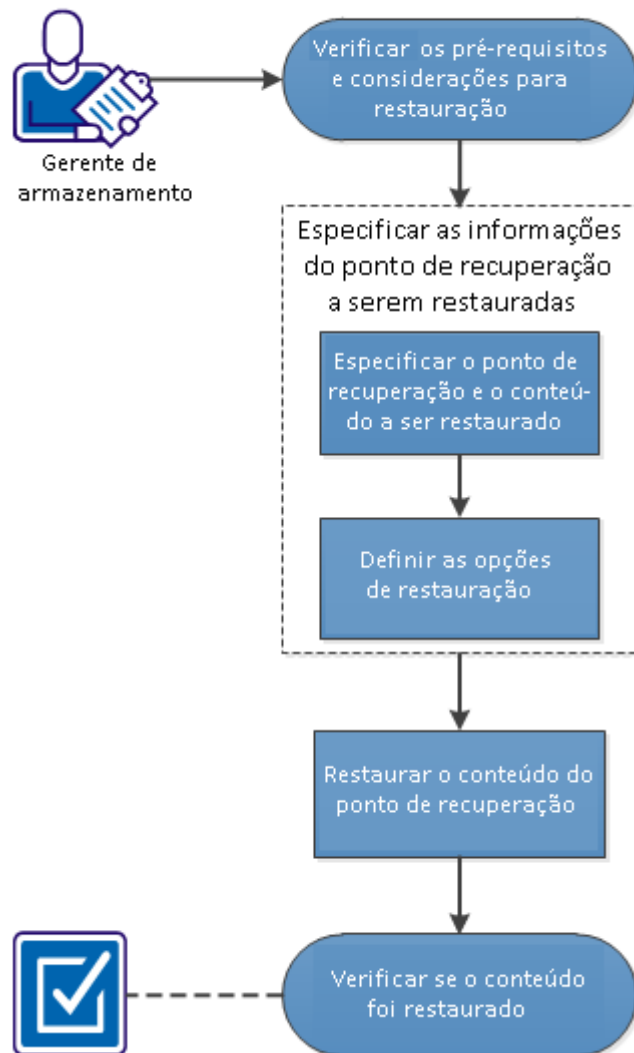 Verificar os pré-requisitos
e considerações para
restauração
Gerente de
armazenamento
Especificar as informações
do ponto de recuperação
a serem restauradas
Especificar o ponto de
recuperação e o conteú-
do a ser restaurado
Definir as opções
de restauração
Restaurar o conteúdo do
ponto de recuperação
Verificar se o conteúdo
foi restaurado